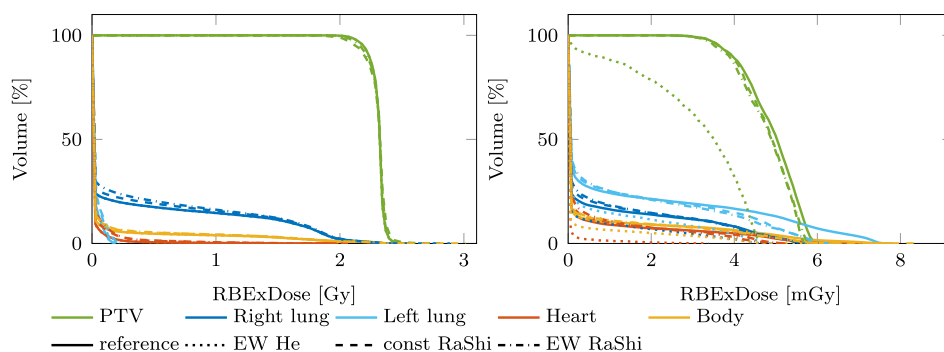 100
50
0
Volume [%]
0 1 2 3
RBExDose [Gy]
100
50
0
Volume [%]
0 2 4 6 8
RBExDose [mGy]
PTV Right lung Left lung Heart Body
reference EW He const RaShi EW RaShi